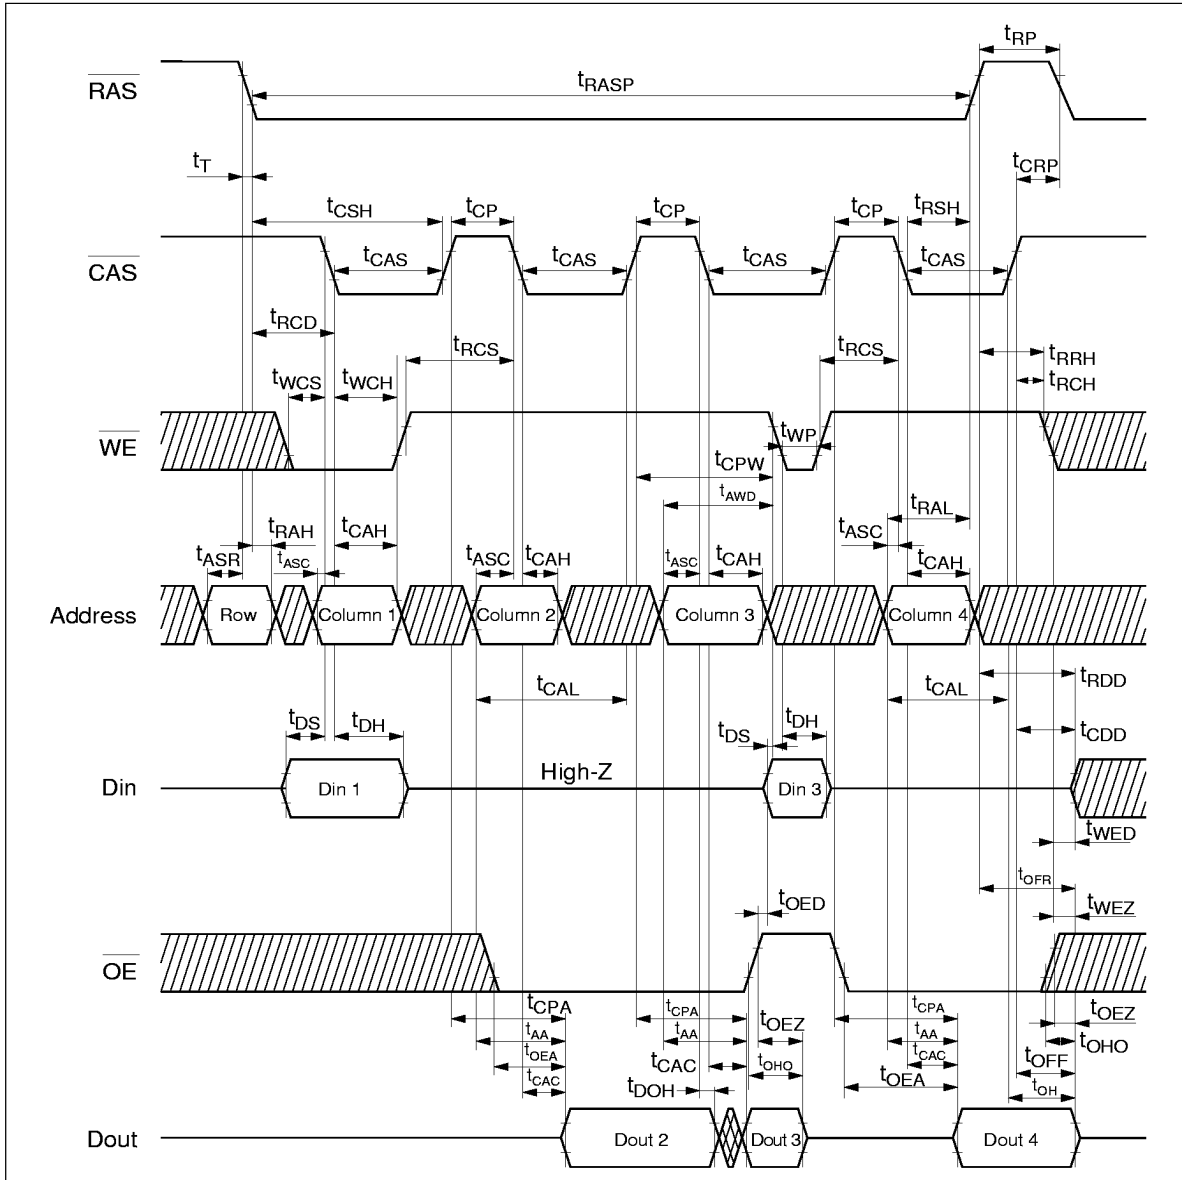 tRP
RAS
tRASP
tT
tCRP
tCSH
tCP
tCP
tCP
tRSH
CAS
tCAS
tCAS
tCAS
tCAS
tRCD
tRCS
tRCS
tRRH
tWCS
tWCH
tRCH
WE
tWP
tCPW
tAWD
tRAL
tRAH
tCAH
tASC
tASR
tASC
tASC
tCAH
tASC
tCAH
tCAH
Address
Row
Column 1
Column 2
Column 3
Column 4
tCAL
tCAL
tRDD
tDS
tDH
tDS
tDH
tCDD
Din
Din 1
High-Z
Din 3
tWED
tOFR
tOED
tWEZ
OE
tCPA
tCPA
tCPA
tOEZ
tAA
tAA
tOEZ
tAA
tOHO
tOEA
tCAC
tOHO
tCAC
tOFF
tCAC
tDOH
tOEA
tOH
Dout
Dout 2
Dout 3
Dout 4